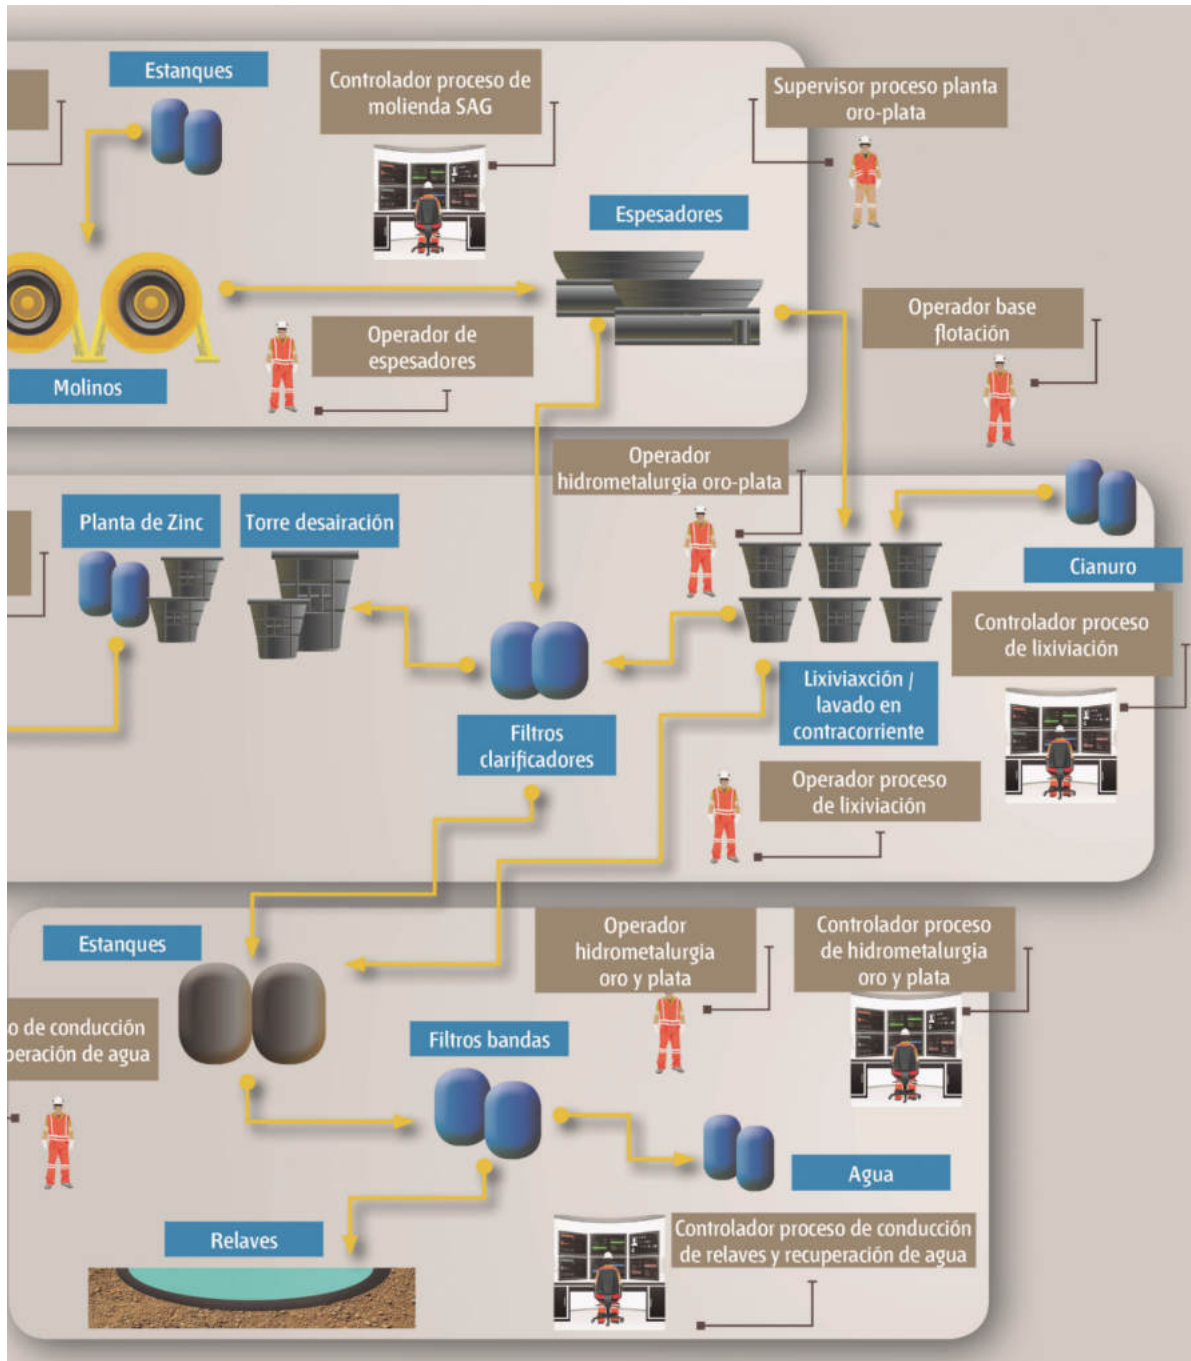 Estanques
Controlador proceso de
molienda SAG
Supervisor proceso planta
oro-plata
Espesadores
Operador de
espesadores
Operador base
flotación
Molinos
Operador
hidrometalurgia oro-plata
Planta de Zinc
Torre desairación
Cianuro
Controlador proceso
de lixiviación
Lixiviaxción /
lavado en
contracorriente
Filtros
clarificadores
Operador proceso
de lixiviación
Estanques
Operador
hidrometalurgia
oro y plata
Controlador proceso
de hidrometalurgia
oro y plata
o de conducción
peración de agua
Filtros bandas
Agua
Relaves
Controlador proceso de conducción
de relaves y recuperación de agua